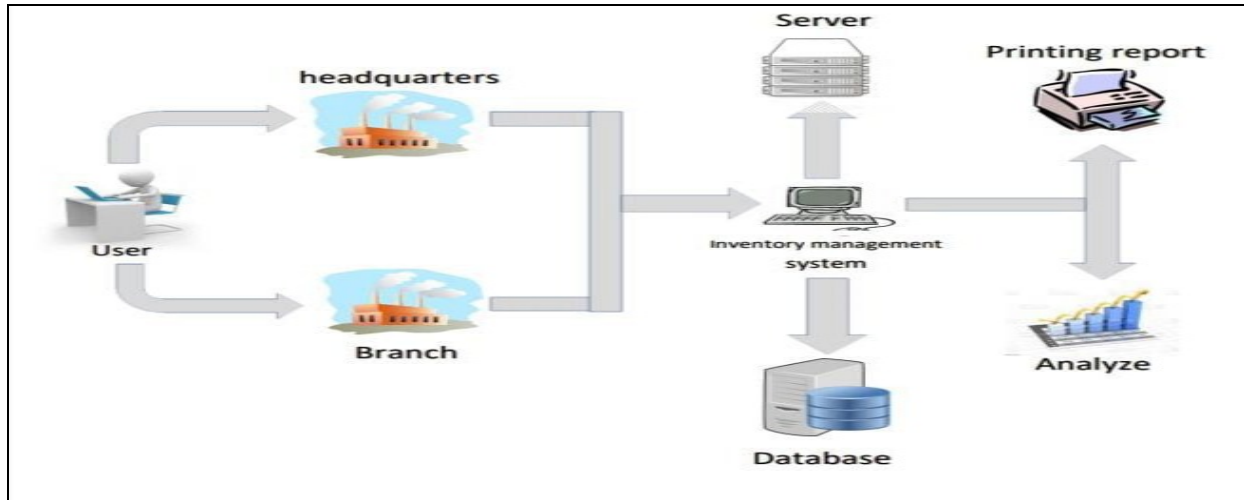 Server
Printing report
headquarters
User
Inventory management
system
Branch
Analyze
Database